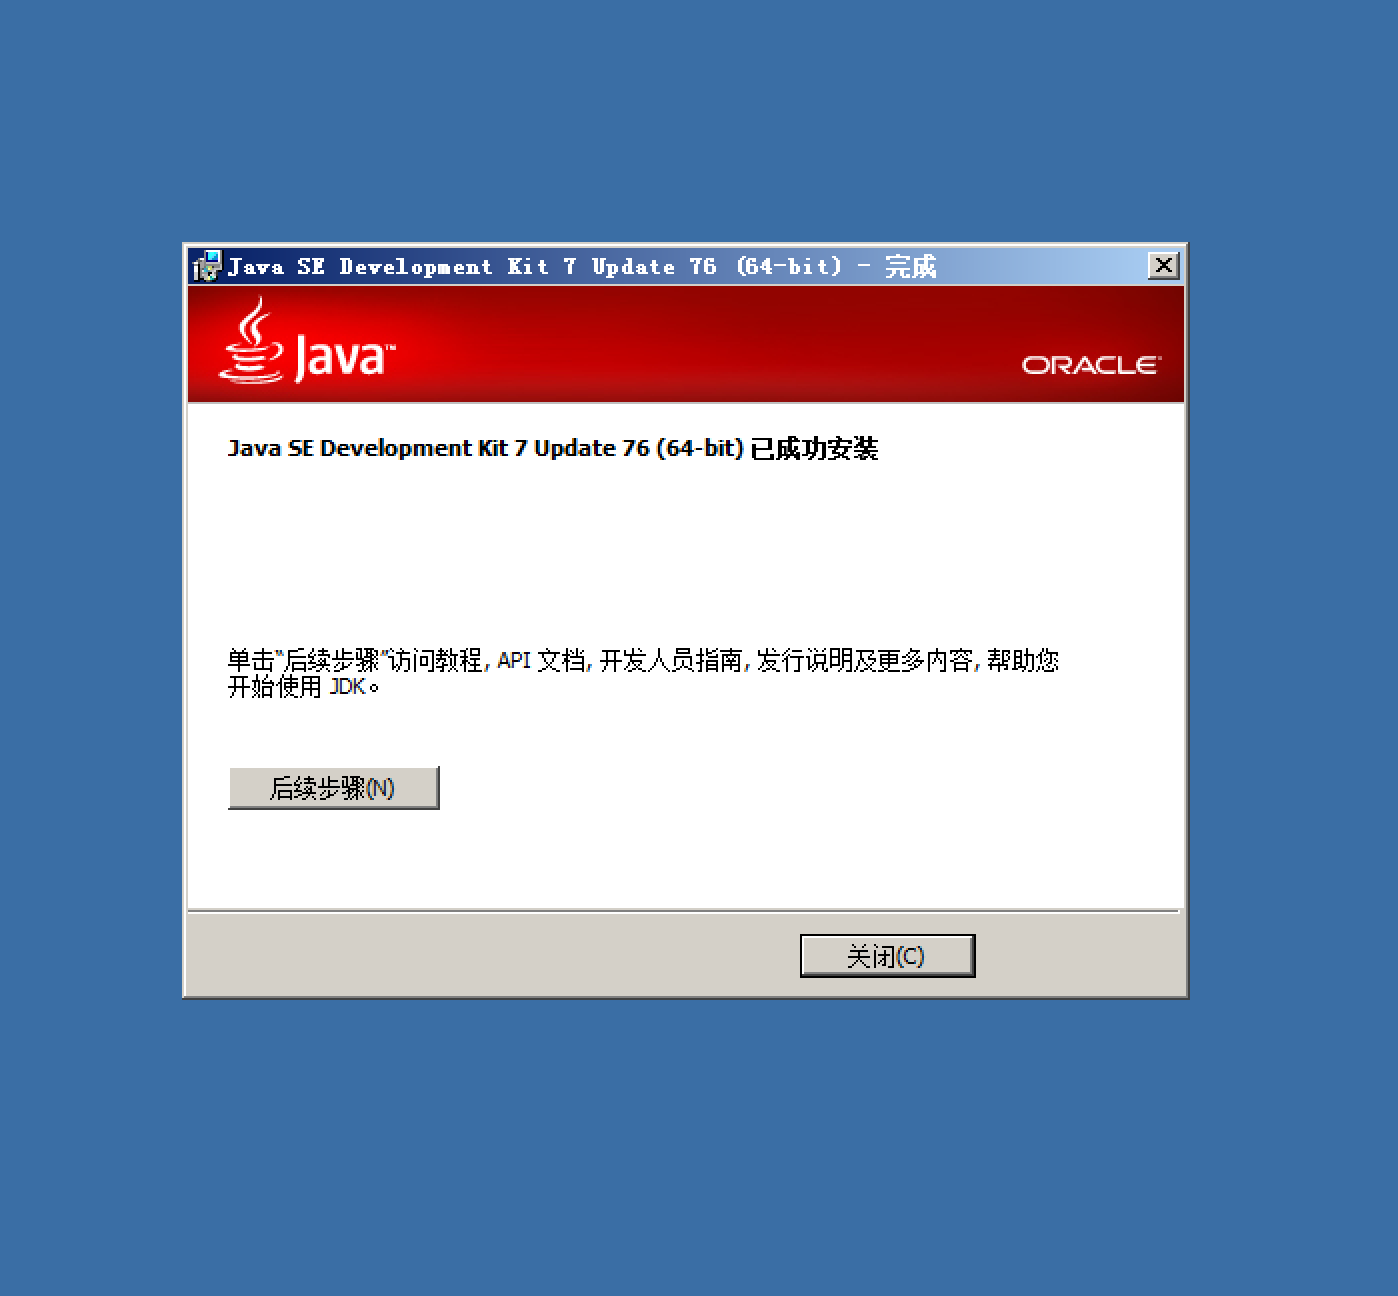 Java SE Development Kit 7 Update 76 (64-bit) - 完成
Java™
ORACLE®
Java SE Development Kit 7 Update 76 (64-bit) 已成功安装
单击“后续步骤”访问教程, API 文档, 开发人员指南, 发行说明及更多内容, 帮助您
开始使用 JDK。
后续步骤(N)
关闭(C)